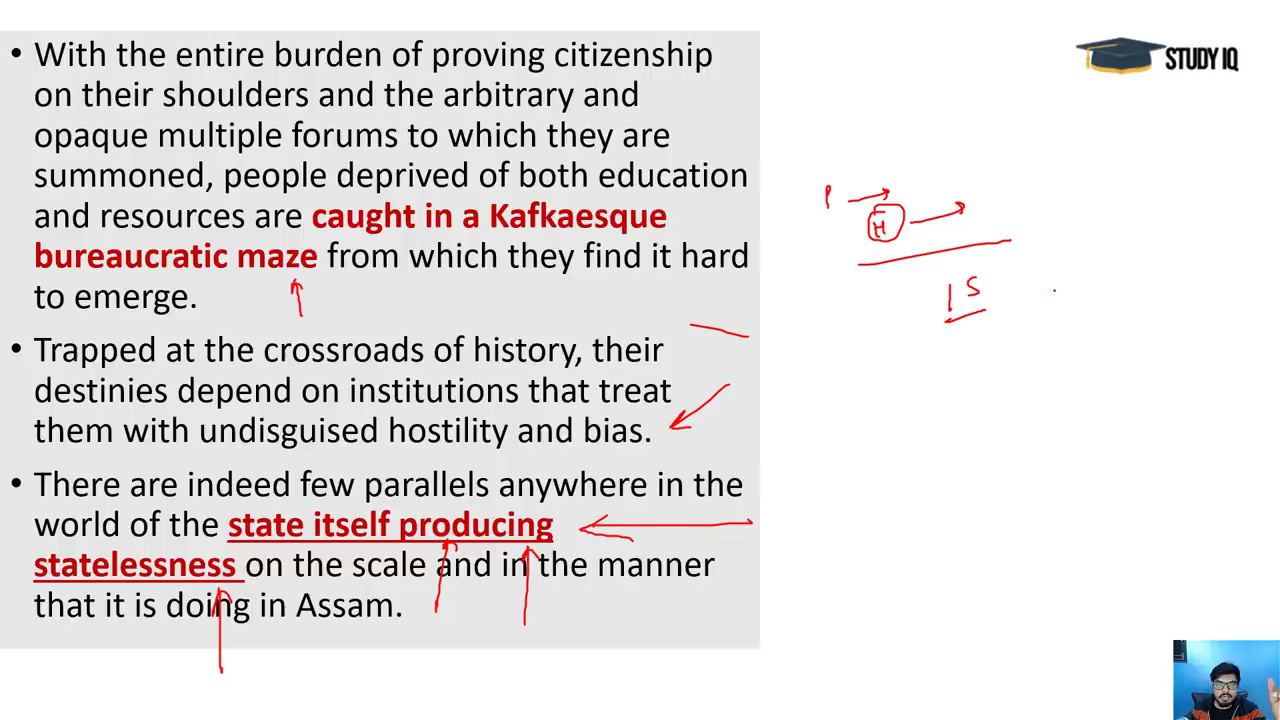 • With the entire burden of proving citizenship
on their shoulders and the arbitrary and
opaque multiple forums to which they are
summoned, people deprived of both education
and resources are caught in a Kafkaesque
bureaucratic maze from which they find it hard
to emerge.
• Trapped at the crossroads of history, their
destinies depend on institutions that treat
them with undisguised hostility and bias.
• There are indeed few parallels anywhere in the
world of the state itself producing
statelessness on the scale and in the manner
that it is doing in Assam.
STUDY IQ
P
H